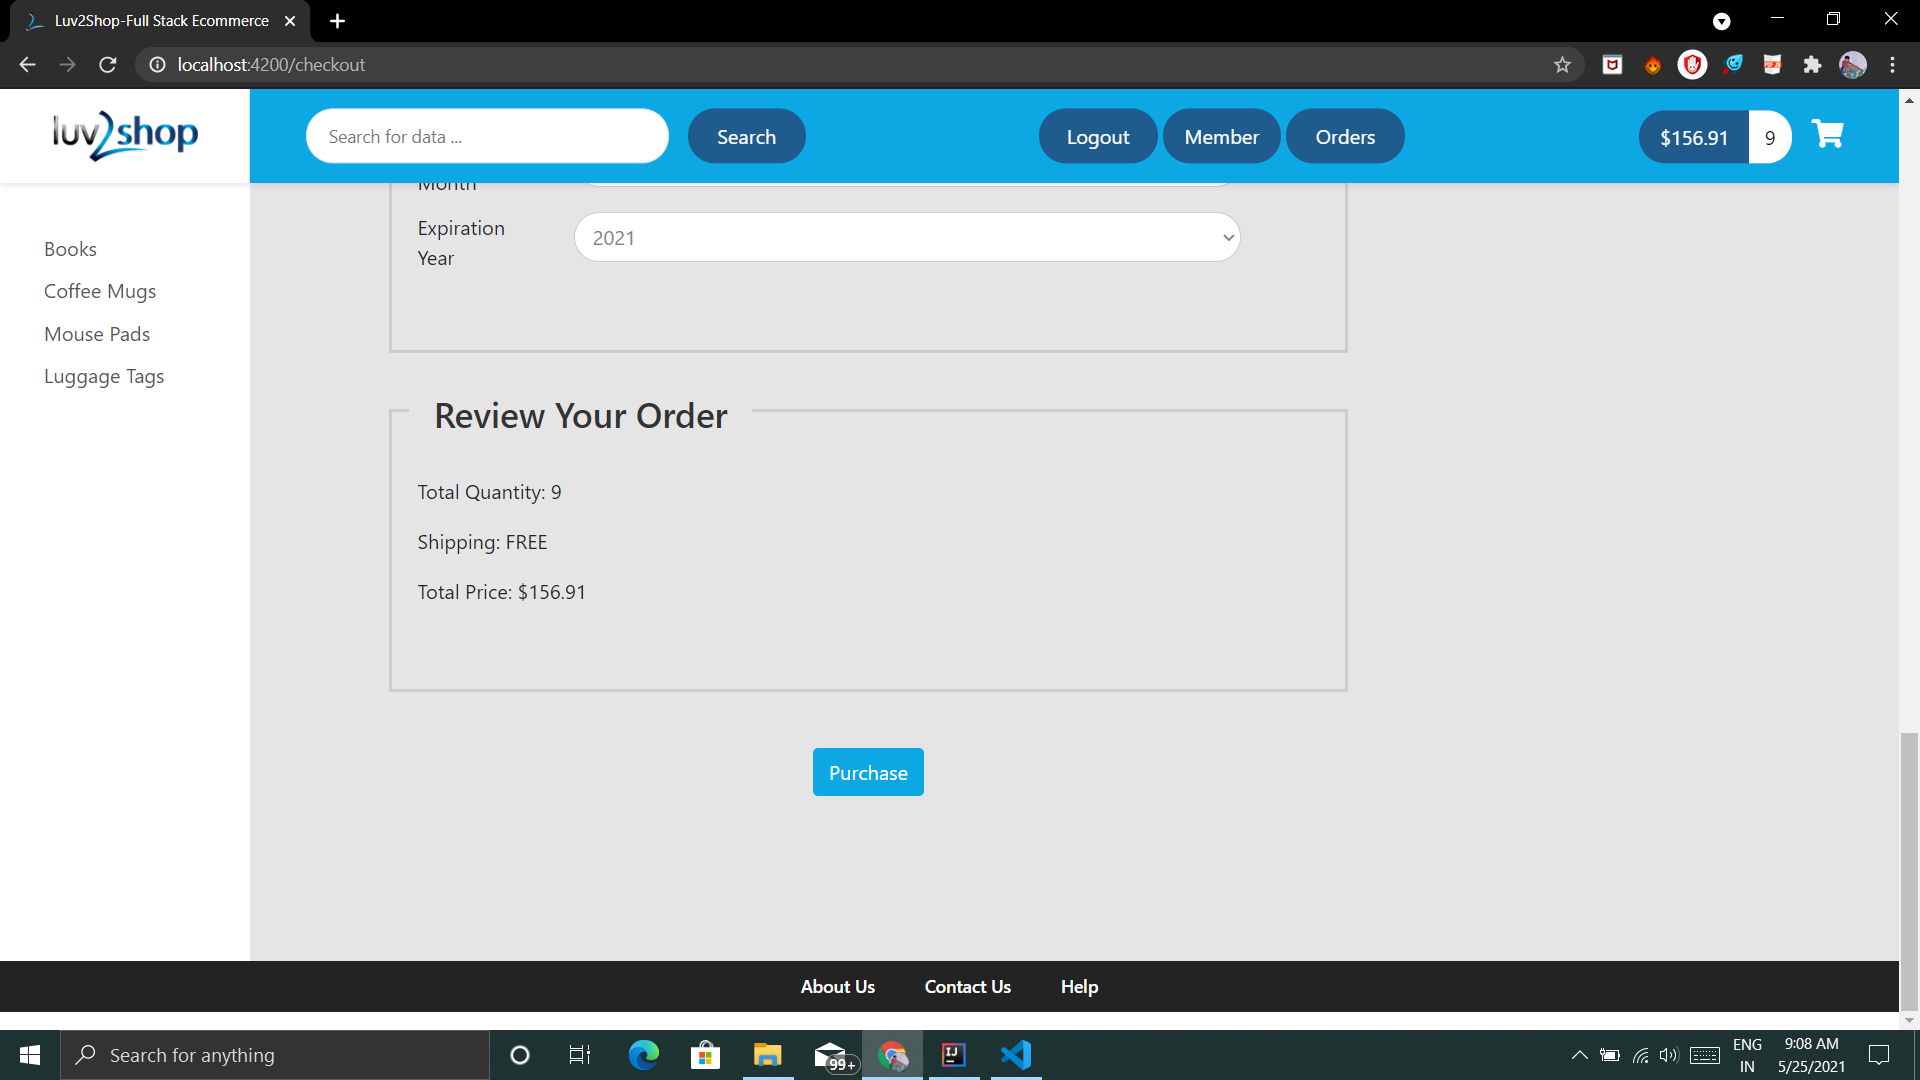 Luv2Shop-Full Stack Ecommerce
localhost:4200/checkout
luv2shop
Search for data ...
Search
Logout
Member
Orders
$156.91
9
Month
Expiration
Year
2021
Books
Coffee Mugs
Mouse Pads
Luggage Tags
Review Your Order
Total Quantity: 9
Shipping: FREE
Total Price: $156.91
Purchase
About Us
Contact Us
Help
Search for anything
99+
IJ
ENG
IN
9:08 AM
5/25/2021